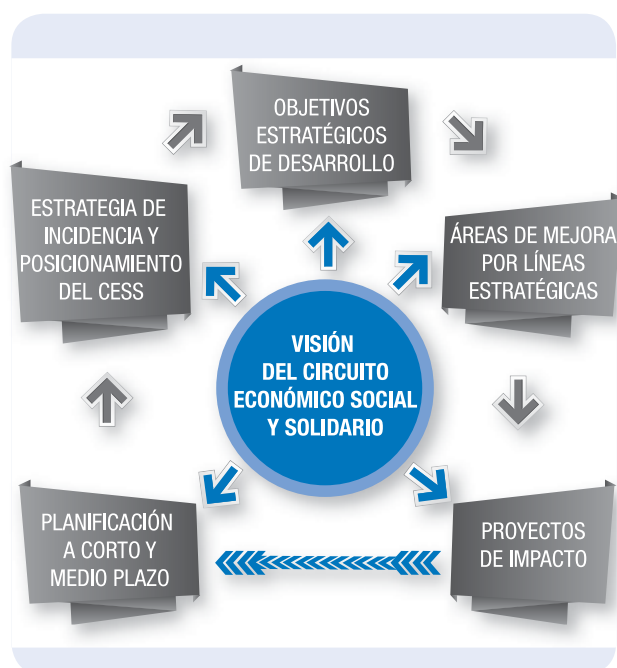 OBJETIVOS
ESTRATÉGICOS
DE DESARROLLO
ESTRATEGIA DE
INCIDENCIA Y
POSICIONAMIENTO
DEL CESS
ÁREAS DE MEJORA
POR LÍNEAS
ESTRATÉGICAS
VISIÓN
DEL CIRCUITO
ECONÓMICO SOCIAL
Y SOLIDARIO
PLANIFICACIÓN
A CORTO Y
MEDIO PLAZO
PROYECTOS
DE IMPACTO